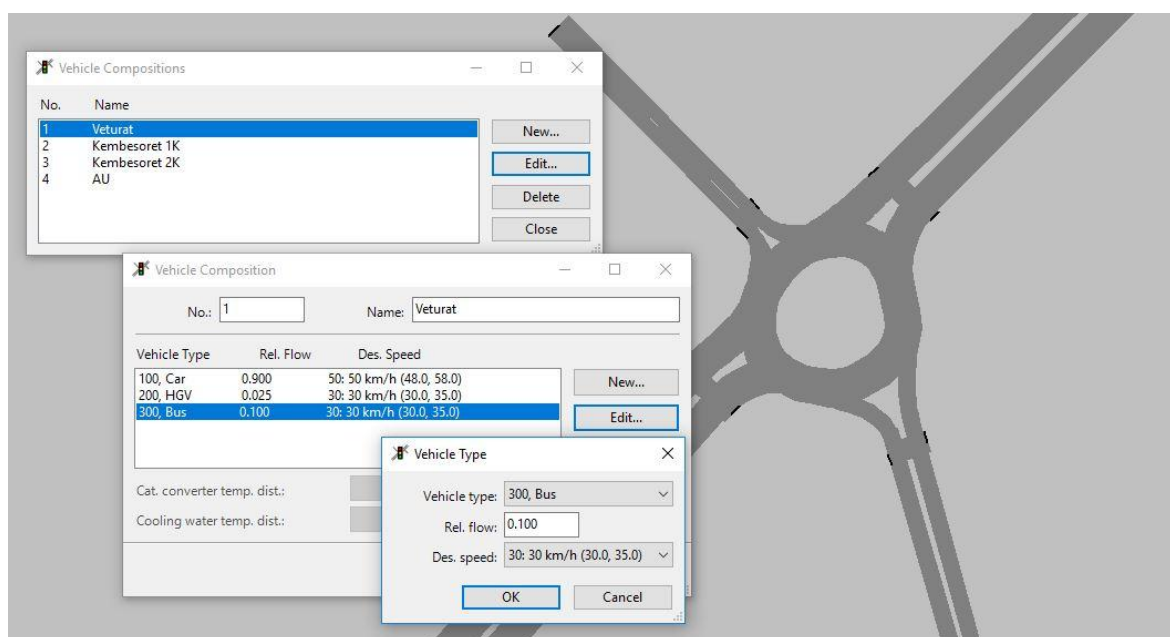 Vehicle Compositions
No. Name
1 Veturat
2 Kembesoret 1K
3 Kembesoret 2K
4 AU
New...
Edit...
Delete
Close
Vehicle Composition
No.: 1 Name: Veturat
Vehicle Type Rel. Flow Des. Speed
100, Car 0.900 50: 50 km/h (48.0, 58.0)
200, HGV 0.025 30: 30 km/h (30.0, 35.0)
300, Bus 0.100 30: 30 km/h (30.0, 35.0)
New...
Edit...
Cat. converter temp. dist.:
Cooling water temp. dist.:
Vehicle Type
Vehicle type: 300, Bus
Rel. flow: 0.100
Des. speed: 30: 30 km/h (30.0, 35.0)
OK Cancel